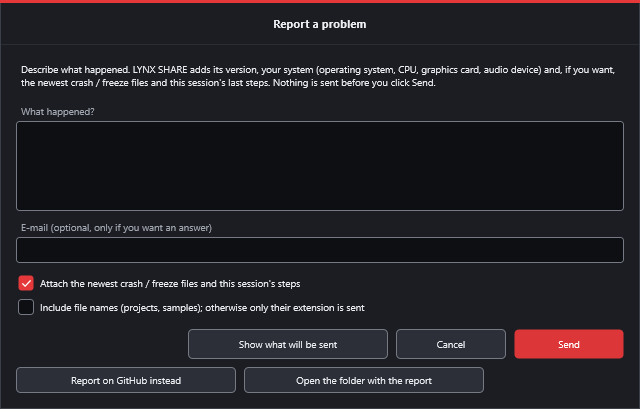 Report a problem
Describe what happened. LYNX SHARE adds its version, your system (operating system, CPU, graphics card, audio device) and, if you want,
the newest crash / freeze files and this session's last steps. Nothing is sent before you click Send.
What happened?
E-mail (optional, only if you want an answer)
Attach the newest crash / freeze files and this session's steps
Include file names (projects, samples); otherwise only their extension is sent
Show what will be sent
Cancel
Send
Report on GitHub instead
Open the folder with the report